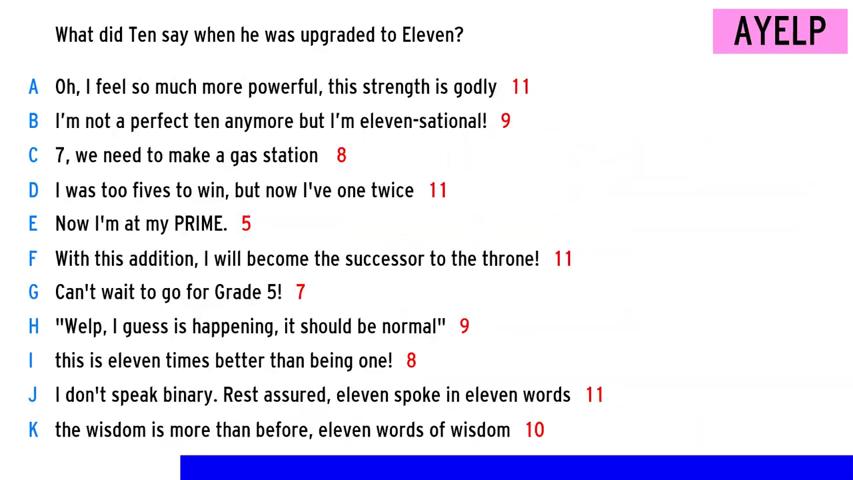 What did Ten say when he was upgraded to Eleven?
AYELP
A Oh, I feel so much more powerful, this strength is godly 11
B I'm not a perfect ten anymore but I'm eleven-sational! 9
C 7, we need to make a gas station 8
D I was too fives to win, but now I've one twice 11
E Now I'm at my PRIME. 5
F With this addition, I will become the successor to the throne! 11
G Can't wait to go for Grade 5! 7
H "Welp, I guess is happening, it should be normal" 9
I this is eleven times better than being one! 8
J I don't speak binary. Rest assured, eleven spoke in eleven words 11
K the wisdom is more than before, eleven words of wisdom 10